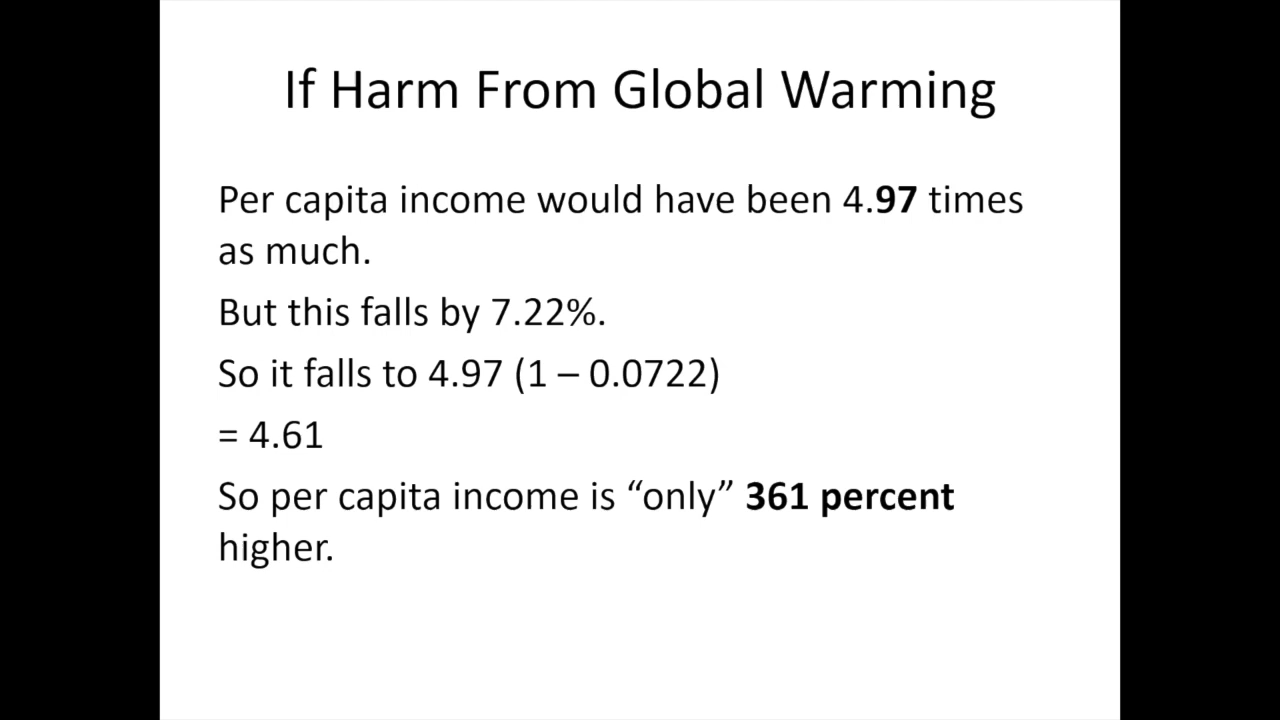 If Harm From Global Warming
Per capita income would have been 4.97 times
as much.
But this falls by 7.22%.
So it falls to 4.97 (1 – 0.0722)
= 4.61
So per capita income is “only” 361 percent
higher.